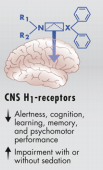 R₁
R₂
N
X
CNS H₁-receptors
↓ Alertness, cognition,
learning, memory,
and psychomotor
performance
↑ Impairment with or
without sedation